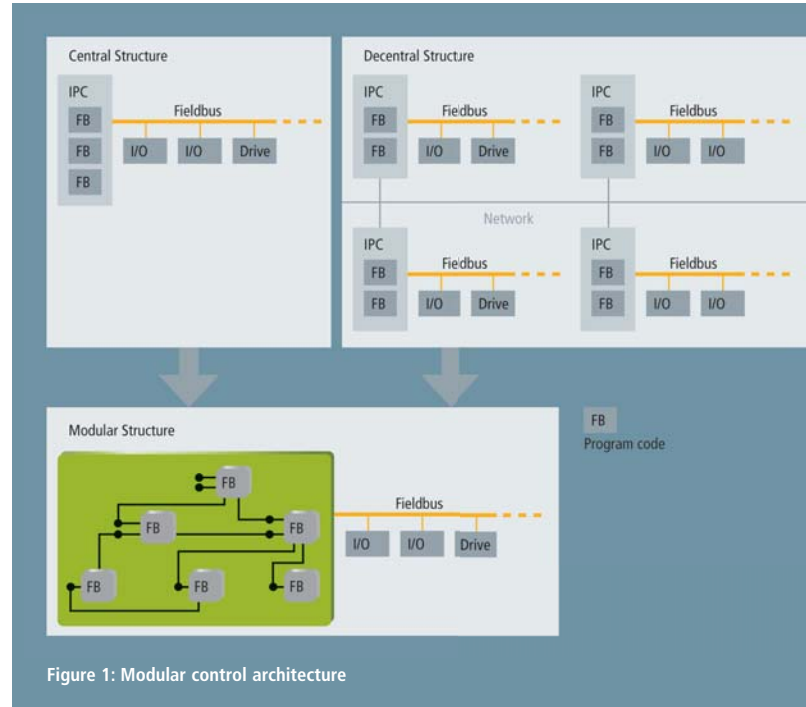 Central Structure
IPC
FB
FB
FB
Fieldbus
I/O I/O Drive
Decentral Structure
IPC
FB
FB
Fieldbus
I/O Drive
IPC
FB
FB
Fieldbus
I/O I/O
Network
IPC
FB
FB
Fieldbus
I/O Drive
IPC
FB
FB
Fieldbus
I/O I/O
Modular Structure
FB
FB
FB
FB
FB
FB
Fieldbus
I/O I/O Drive
FB
Program code
Figure 1: Modular control architecture